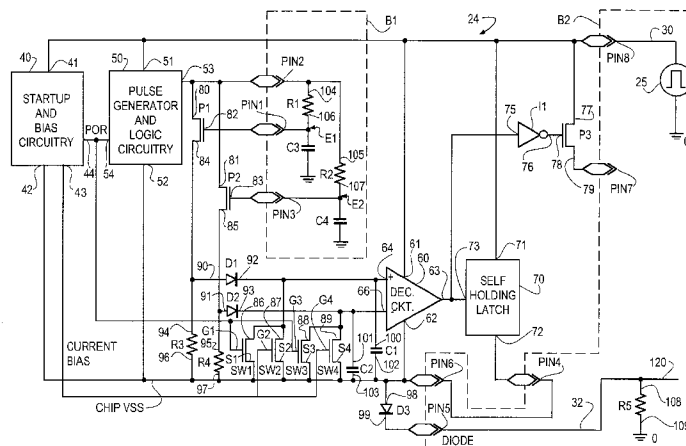 B1
24
B2
40
41
50
51
53
PIN2
PIN8
30
STARTUP
AND
BIAS
CIRCUITRY
POR
44
54
PULSE
GENERATOR
AND
LOGIC
CIRCUITRY
80
P1
82
84
PIN1
R1
104
106
E1
C3
105
R2
107
E2
C4
25
0
75
I1
76
77
P3
78
79
PIN7
42
43
52
81
P2
83
85
PIN3
90
D1
92
64
61
60
63
73
71
66
DEC.
CKT.
62
SELF
HOLDING
LATCH
70
72
91
D2
93
86
G3
87
G4
88
89
101
100
94
R3
96
95
R4
97
G1
S1
SW1
G2
S2
SW2
S3
SW3
S4
SW4
C1
102
C2
103
CURRENT
BIAS
CHIP VSS
98
D3
99
PIN6
PIN5
PIN4
DIODE
32
120
108
R5
109
0